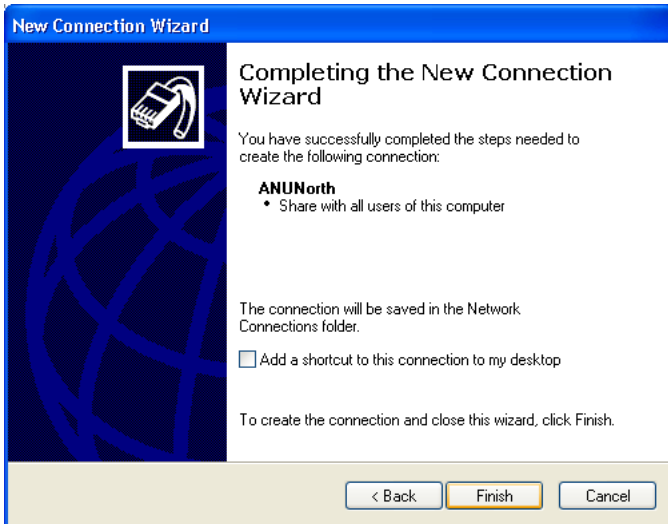 New Connection Wizard
Completing the New Connection
Wizard
You have successfully completed the steps needed to
create the following connection:
ANUNorth
• Share with all users of this computer
The connection will be saved in the Network
Connections folder.
Add a shortcut to this connection to my desktop
To create the connection and close this wizard, click Finish.
< Back Finish Cancel